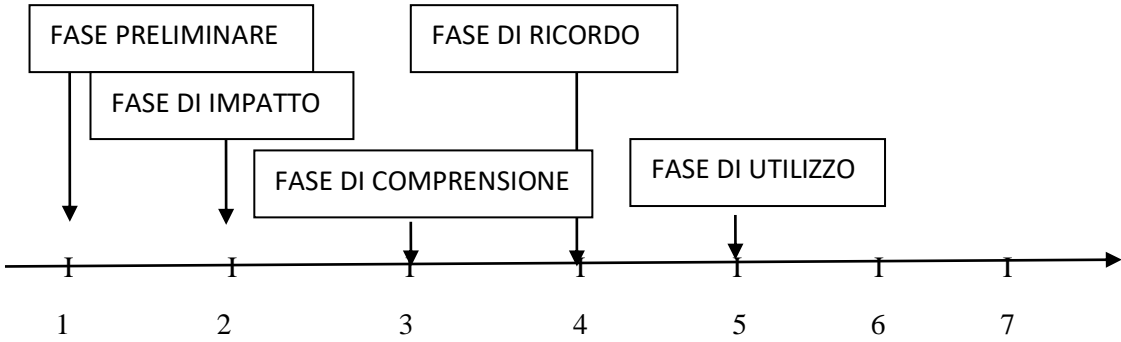 FASE PRELIMINARE
FASE DI RICORDO
FASE DI IMPATTO
FASE DI COMPRENSIONE
FASE DI UTILIZZO
I I I I I I I
1 2 3 4 5 6 7